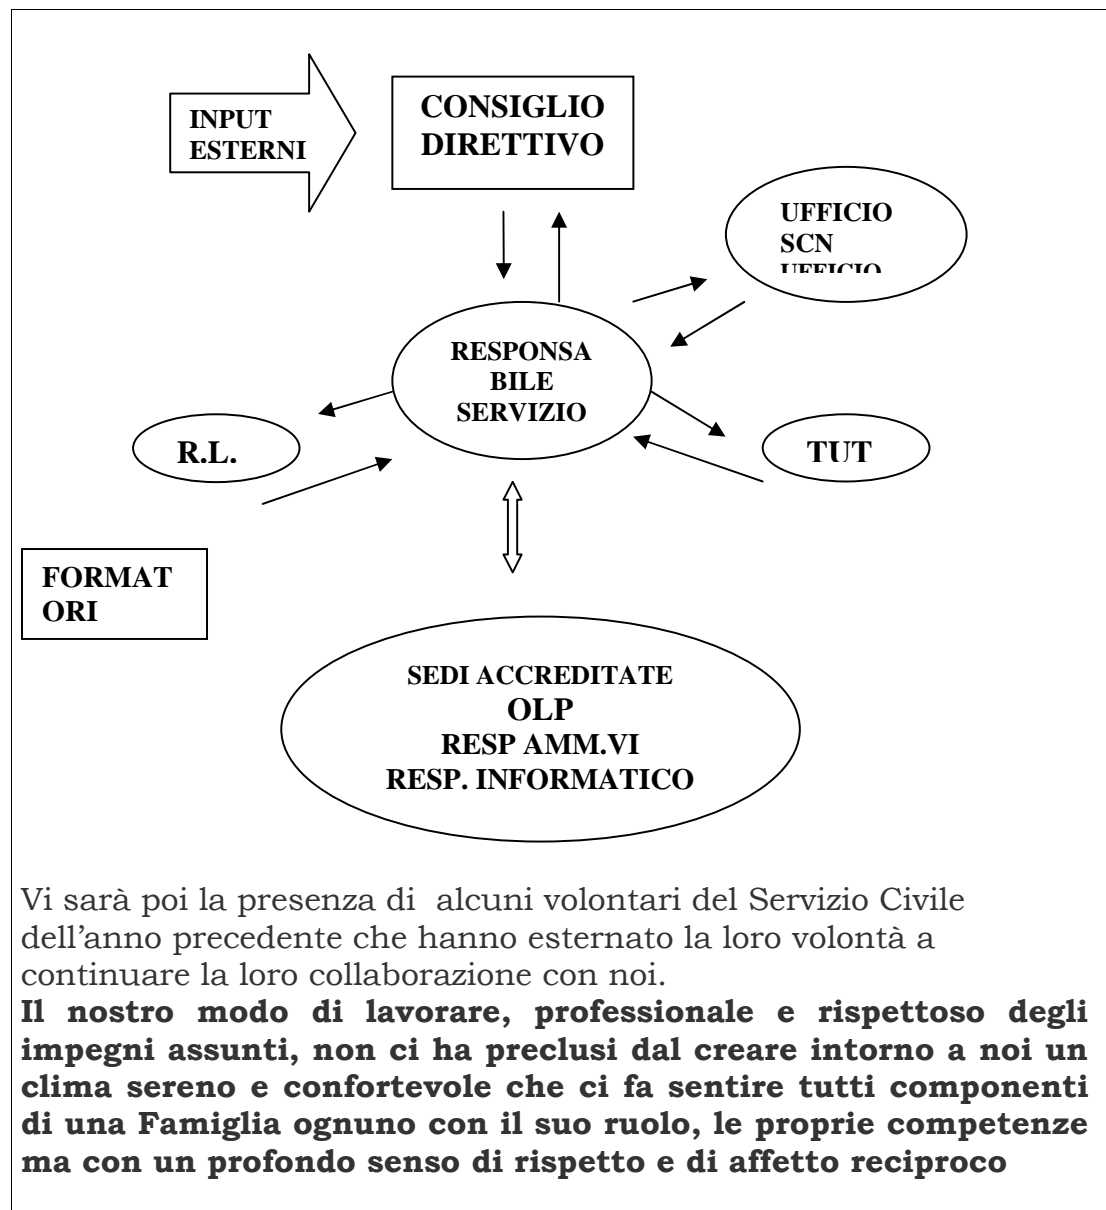 INPUT
ESTERNI
CONSIGLIO
DIRETTIVO
UFFICIO
SCN
UFFICIO
RESPONSA
BILE
SERVIZIO
R.L.
TUT
FORMAT
ORI
SEDI ACCREDITATE
OLP
RESP AMM.VI
RESP. INFORMATICO
Vi sarà poi la presenza di  alcuni volontari del Servizio Civile
dell’anno precedente che hanno esternato la loro volontà a
continuare la loro collaborazione con noi.
Il nostro modo di lavorare, professionale e rispettoso degli
impegni assunti, non ci ha preclusi dal creare intorno a noi un
clima sereno e confortevole che ci fa sentire tutti componenti
di una Famiglia ognuno con il suo ruolo, le proprie competenze
ma con un profondo senso di rispetto e di affetto reciproco